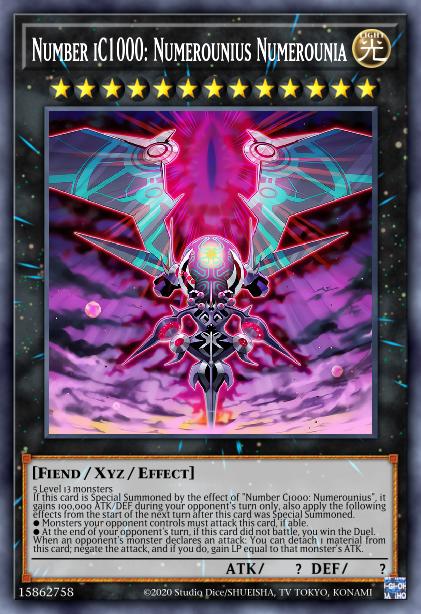 Number iC1000: Numerounius Numerounia
LIGHT
光
[Fiend / Xyz / Effect]
5 Level 13 monsters
If this card is Special Summoned by the effect of "Number C1000: Numerounius", it
gains 100,000 ATK/DEF during your opponent's turn only, also apply the following
effects from the start of the next turn after this card was Special Summoned.
● Monsters your opponent controls must attack this card, if able.
● At the end of your opponent's turn, if this card did not battle, you win the Duel.
When an opponent's monster declares an attack: You can detach 1 material from
this card; negate the attack, and if you do, gain LP equal to that monster's ATK.
ATK/ ? DEF/ ?
15862758
©2020 Studio Dice/SHUEISHA, TV TOKYO, KONAMI